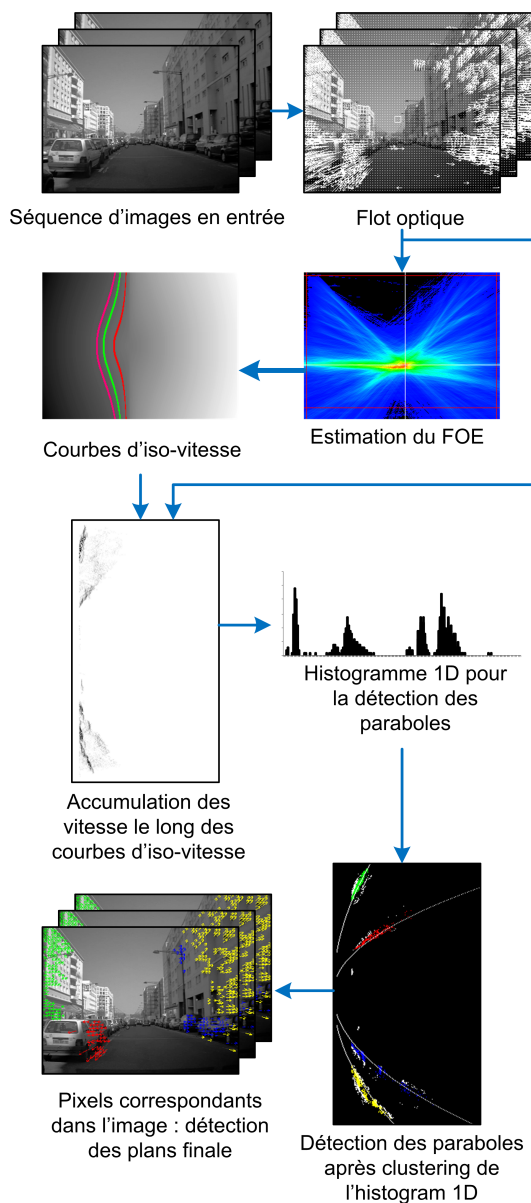 Séquence d'images en entrée
Flot optique
Courbes d'iso-vitesse
Estimation du FOE
Histogramme 1D pour
la détection des
paraboles
Accumulation des
vitesse le long des
courbes d'iso-vitesse
Pixels correspondants
dans l'image : détection
des plans finale
Détection des paraboles
après clustering de
l'histogram 1D